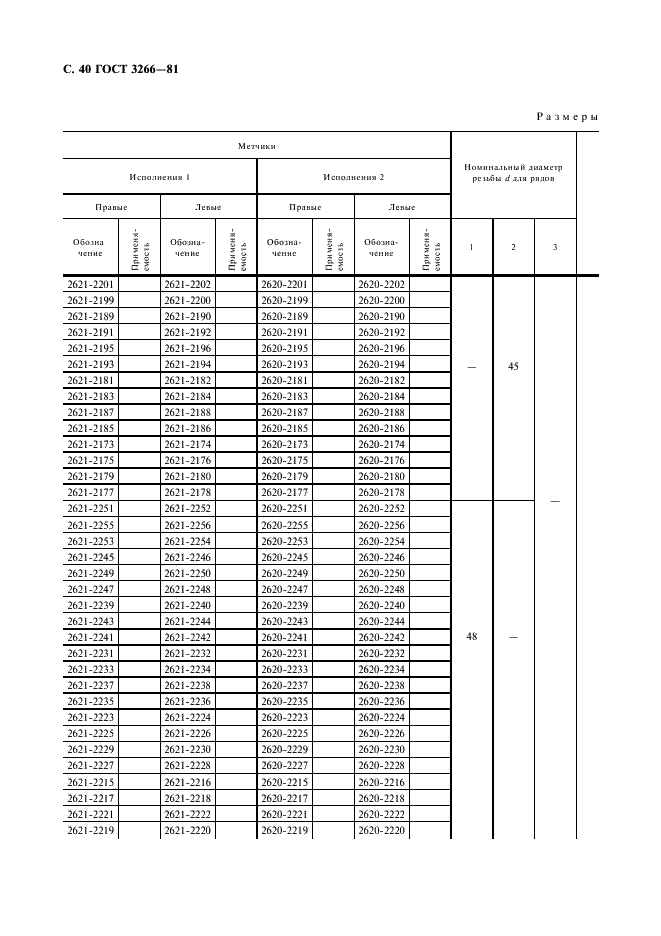 С. 40 ГОСТ 3266—81
Размеры
Метчики
Номинальный диаметр
резьбы d для рядов
Исполнения 1 Исполнения 2
Правые Левые Правые Левые
Обозна
чение
Применя-
емость
Обозна-
чение
Применя-
емость
Обозна-
чение
Применя-
емость
Обозна-
чение
Применя-
емость
1 2 3
2621-2201 2621-2202 2620-2201 2620-2202
2621-2199 2621-2200 2620-2199 2620-2200
2621-2189 2621-2190 2620-2189 2620-2190
2621-2191 2621-2192 2620-2191 2620-2192
2621-2195 2621-2196 2620-2195 2620-2196
2621-2193 2621-2194 2620-2193 2620-2194 — 45
2621-2181 2621-2182 2620-2181 2620-2182
2621-2183 2621-2184 2620-2183 2620-2184
2621-2187 2621-2188 2620-2187 2620-2188
2621-2185 2621-2186 2620-2185 2620-2186
2621-2173 2621-2174 2620-2173 2620-2174
2621-2175 2621-2176 2620-2175 2620-2176
2621-2179 2621-2180 2620-2179 2620-2180
2621-2177 2621-2178 2620-2177 2620-2178 —
2621-2251 2621-2252 2620-2251 2620-2252
2621-2255 2621-2256 2620-2255 2620-2256
2621-2253 2621-2254 2620-2253 2620-2254
2621-2245 2621-2246 2620-2245 2620-2246
2621-2249 2621-2250 2620-2249 2620-2250
2621-2247 2621-2248 2620-2247 2620-2248
2621-2239 2621-2240 2620-2239 2620-2240
2621-2243 2621-2244 2620-2243 2620-2244
2621-2241 2621-2242 2620-2241 2620-2242 48 —
2621-2231 2621-2232 2620-2231 2620-2232
2621-2233 2621-2234 2620-2233 2620-2234
2621-2237 2621-2238 2620-2237 2620-2238
2621-2235 2621-2236 2620-2235 2620-2236
2621-2223 2621-2224 2620-2223 2620-2224
2621-2225 2621-2226 2620-2225 2620-2226
2621-2229 2621-2230 2620-2229 2620-2230
2621-2227 2621-2228 2620-2227 2620-2228
2621-2215 2621-2216 2620-2215 2620-2216
2621-2217 2621-2218 2620-2217 2620-2218
2621-2221 2621-2222 2620-2221 2620-2222
2621-2219 2621-2220 2620-2219 2620-2220